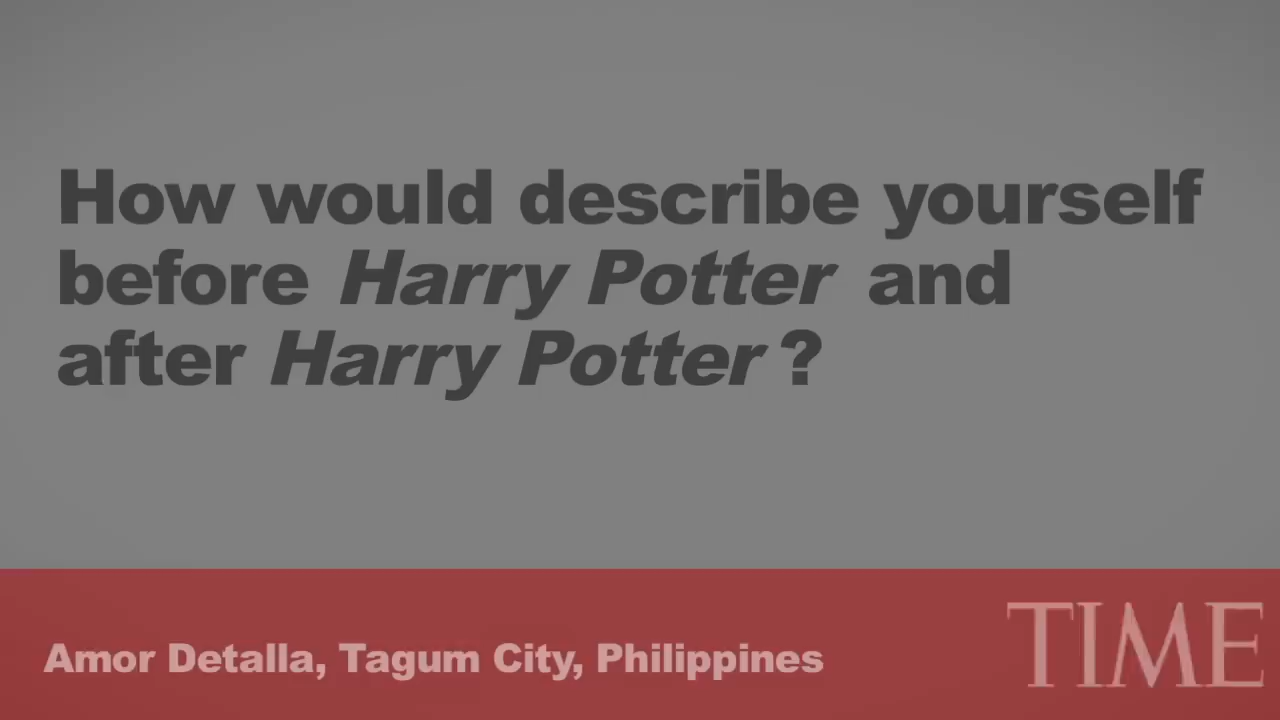 How would describe yourself
before Harry Potter and
after Harry Potter ?
Amor Detalla, Tagum City, Philippines
TIME